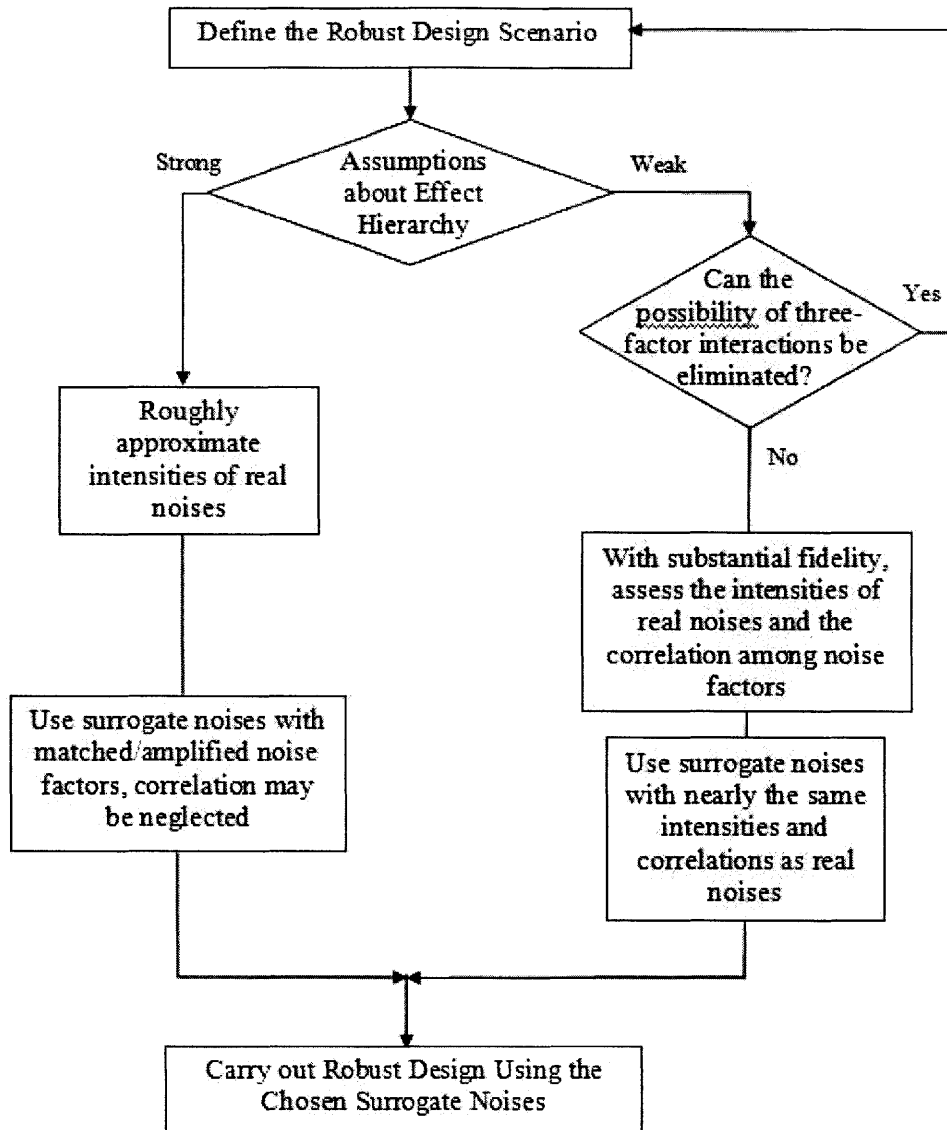 Define the Robust Design Scenario
Strong
Assumptions
about Effect
Hierarchy
Weak
Can the
possibility of three-
factor interactions be
eliminated?
Yes
No
Roughly
approximate
intensities of real
noises
With substantial fidelity,
assess the intensities of
real noises and the
correlation among noise
factors
Use surrogate noises with
matched/amplified noise
factors, correlation may
be neglected
Use surrogate noises
with nearly the same
intensities and
correlations as real
noises
Carry out Robust Design Using the
Chosen Surrogate Noises